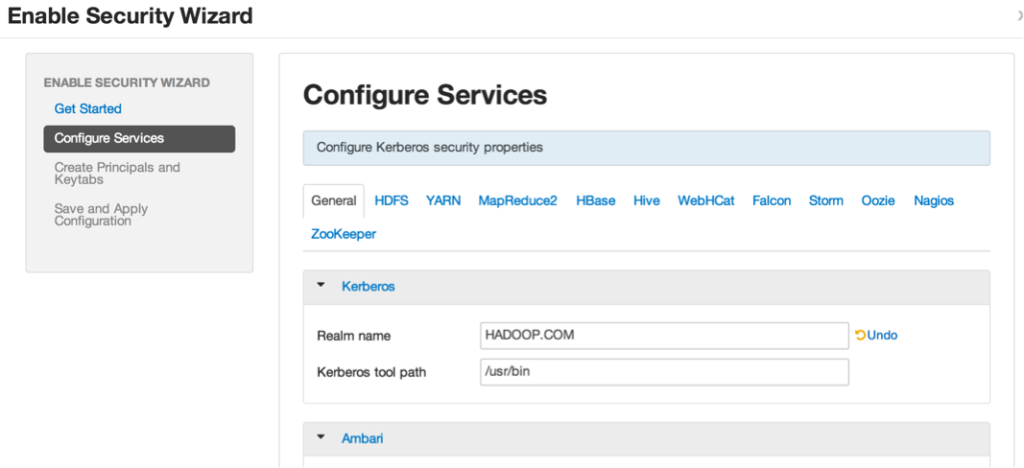 Enable Security Wizard
ENABLE SECURITY WIZARD
Get Started
Configure Services
Create Principals and
Keytabs
Save and Apply
Configuration
Configure Services
Configure Kerberos security properties
General HDFS YARN MapReduce2 HBase Hive WebHCat Falcon Storm Oozie Nagios
ZooKeeper
Kerberos
Realm name HADOOP.COM Undo
Kerberos tool path /usr/bin
Ambari